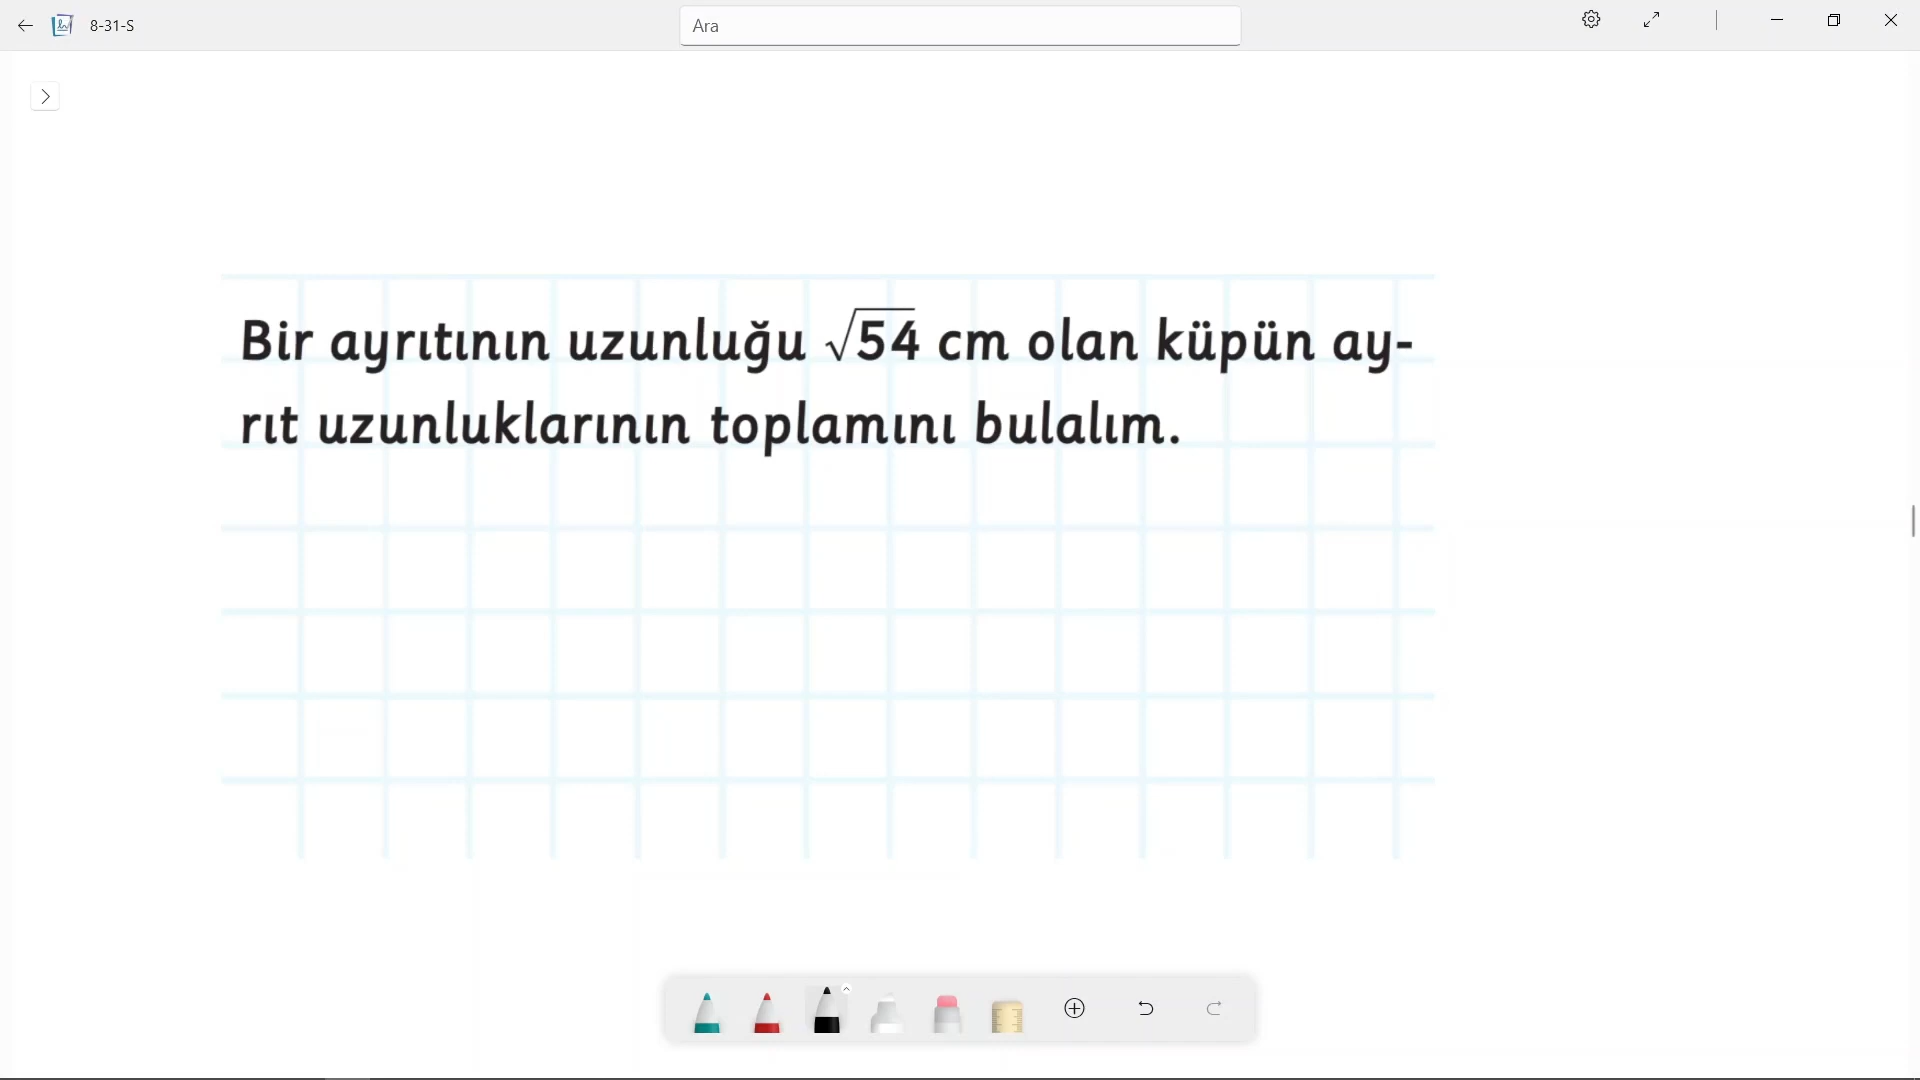 8-31-S
Ara
Bir ayrıtının uzunluğu √54 cm olan küpün ay-
rıt uzunluklarının toplamını bulalım.